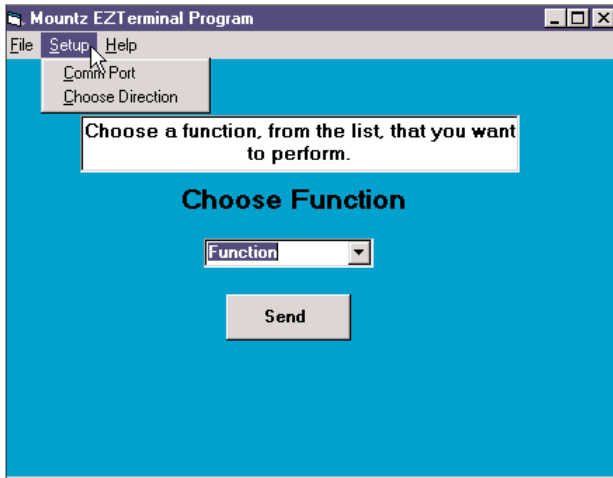 Mountz EZTerminal Program
File Setup Help
Comm Port
Choose Direction
Choose a function, from the list, that you want
to perform.
Choose Function
Function
Send